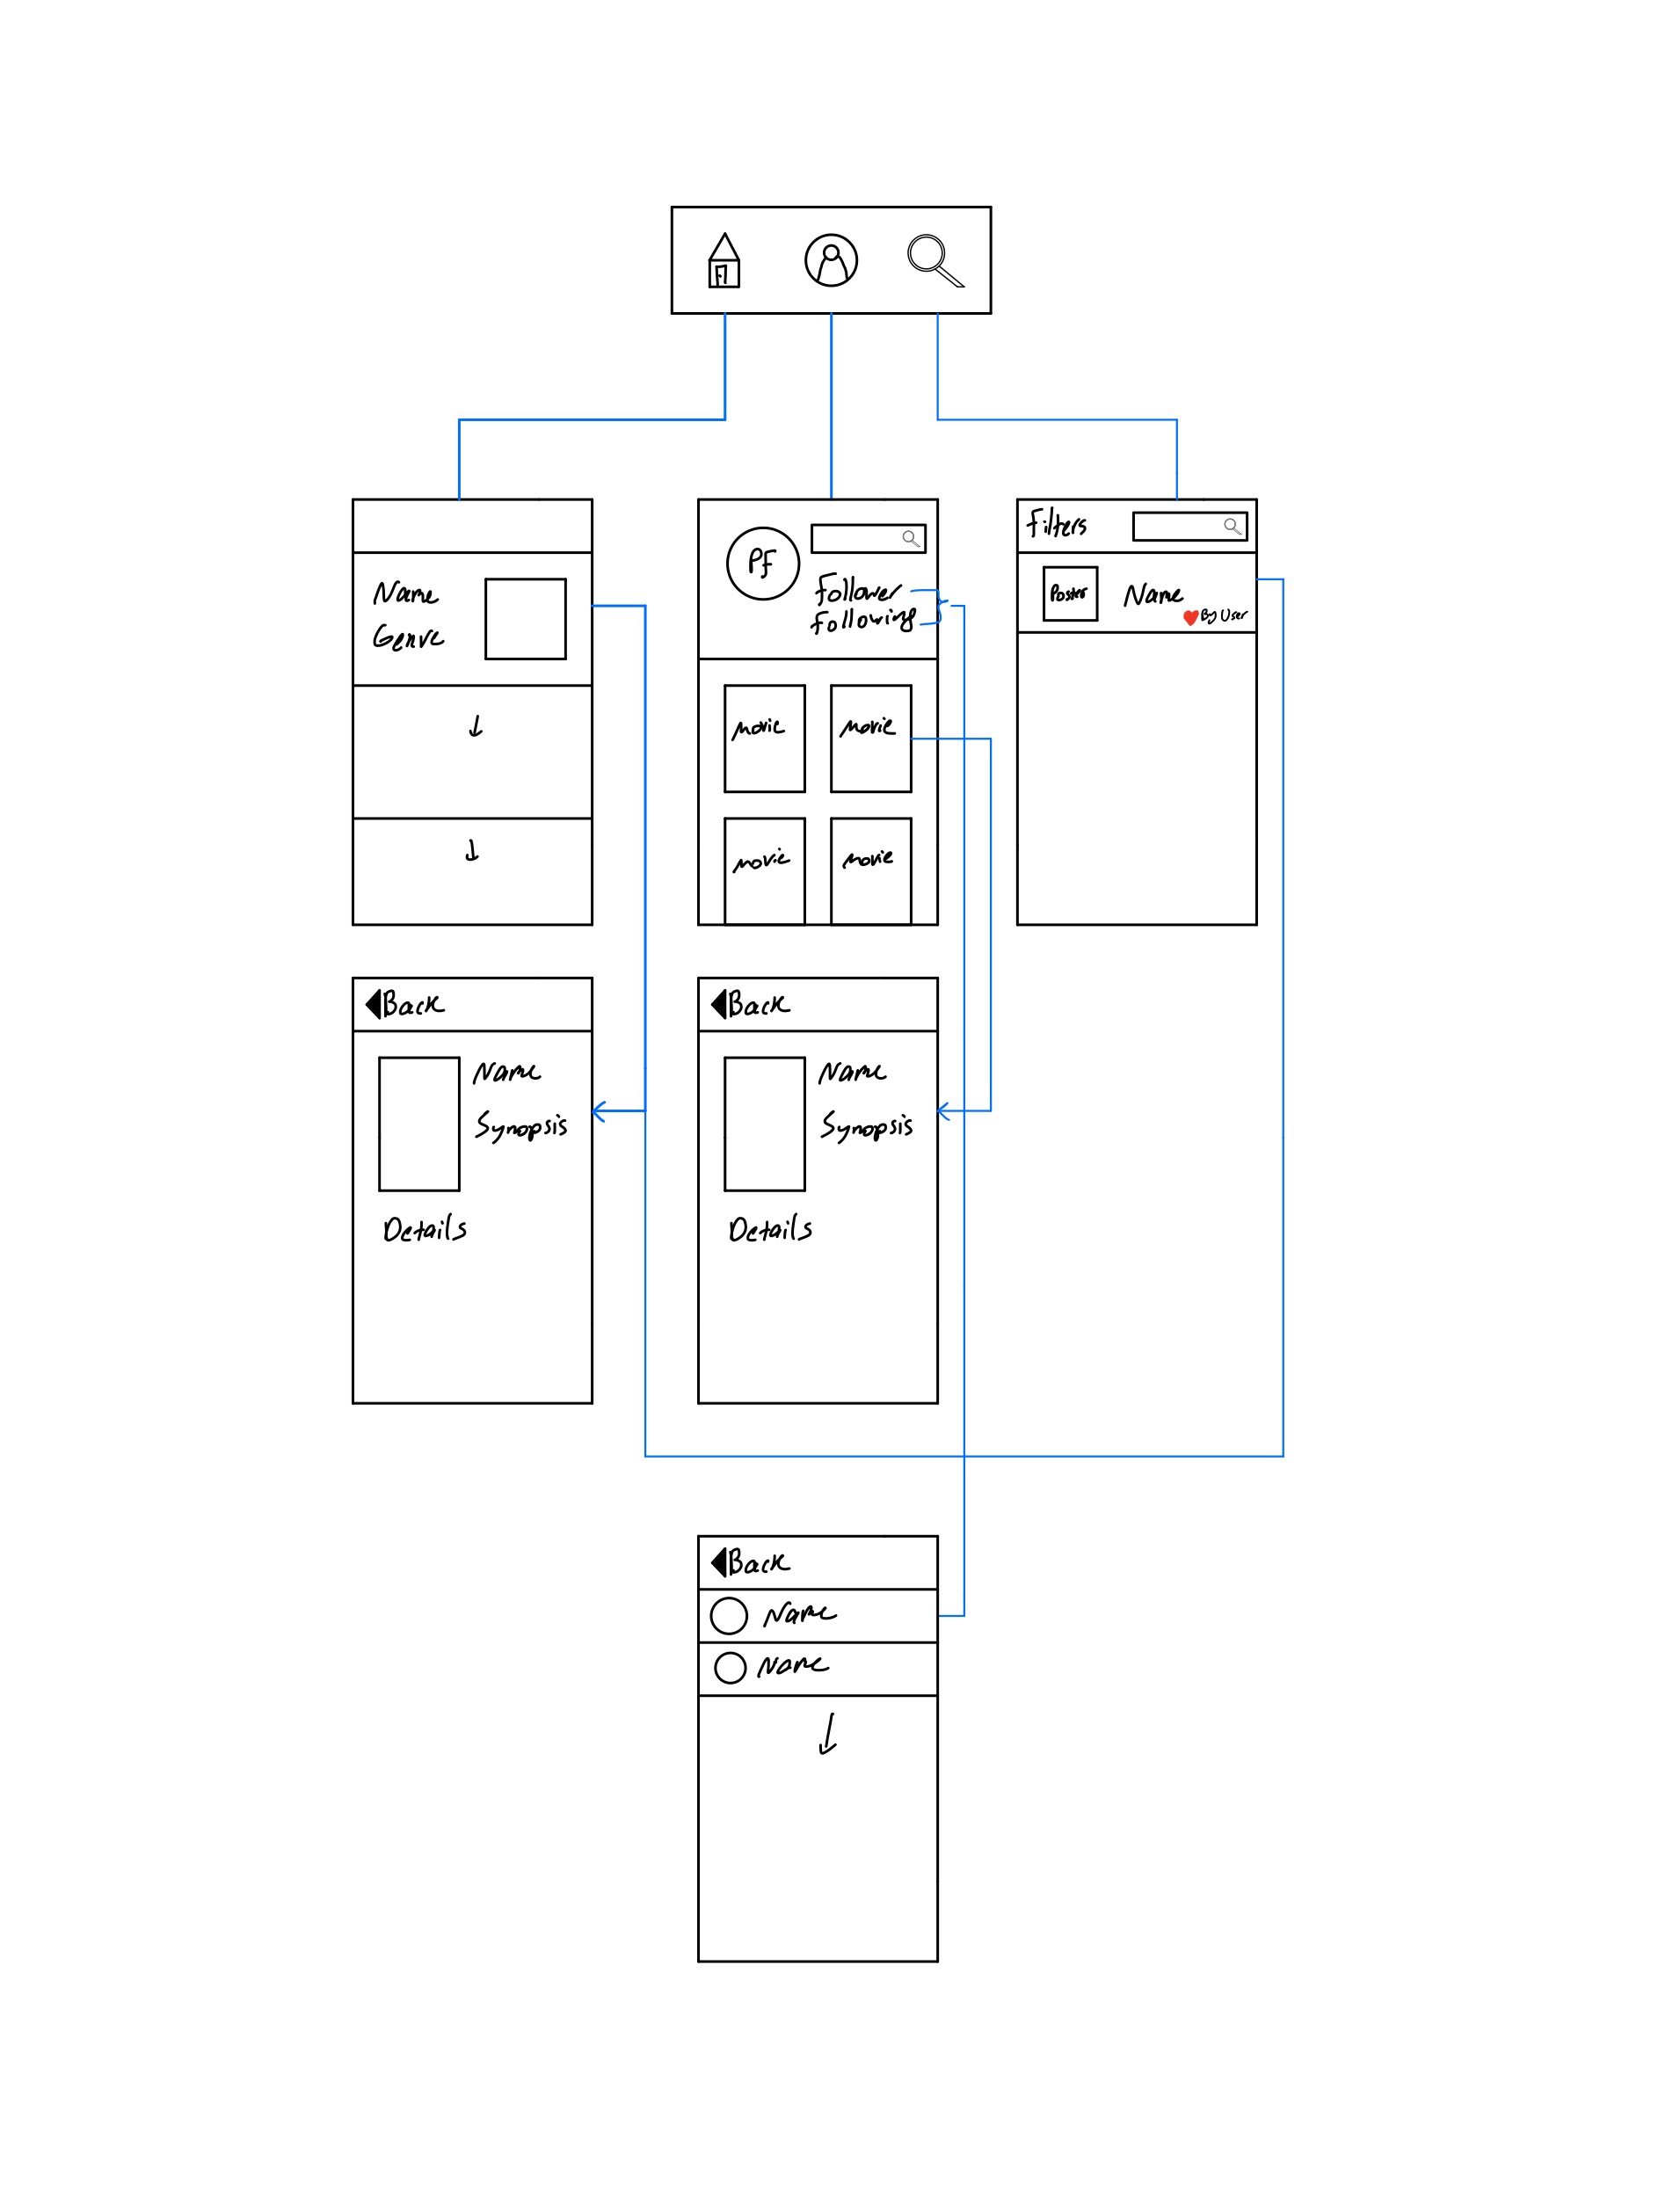 Name
Genre
PF
Follower
Following
movie
movie
movie
movie
Filters
Poster
Name
By User
Back
Name
Synopsis
Details
Back
Name
Synopsis
Details
Back
Name
Name